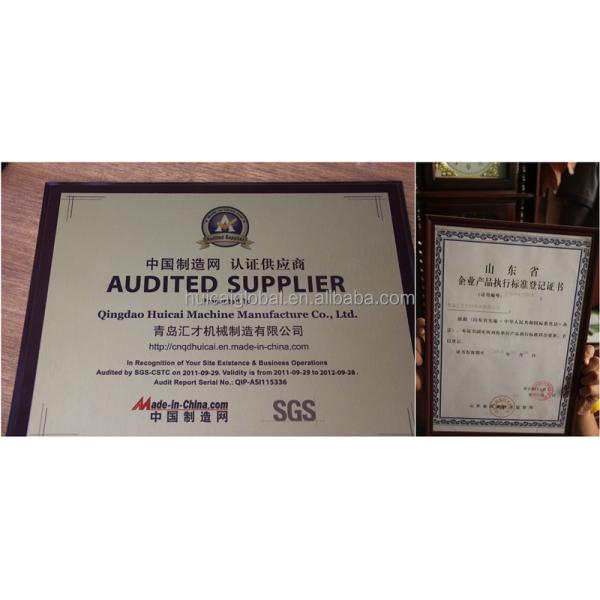 Audited Supplier
中国制造网 认证供应商
AUDITED SUPPLIER
Presented to
huicaiglobal.en.alibaba.com
Qingdao Huicai Machine Manufacture Co., Ltd.
青岛汇才机械制造有限公司
http://cnqdhuicai.en.made-in-china.com
In Recognition of Your Site Existence & Business Operations
Audited by SGS-CSTC on 2011-09-29. Validity is from 2011-09-29 to 2012-09-28.
Audit Report Serial No.: QIP-ASI115336
Made-in-China.com
中国制造网
SGS
山东省
企业产品执行标准登记证书